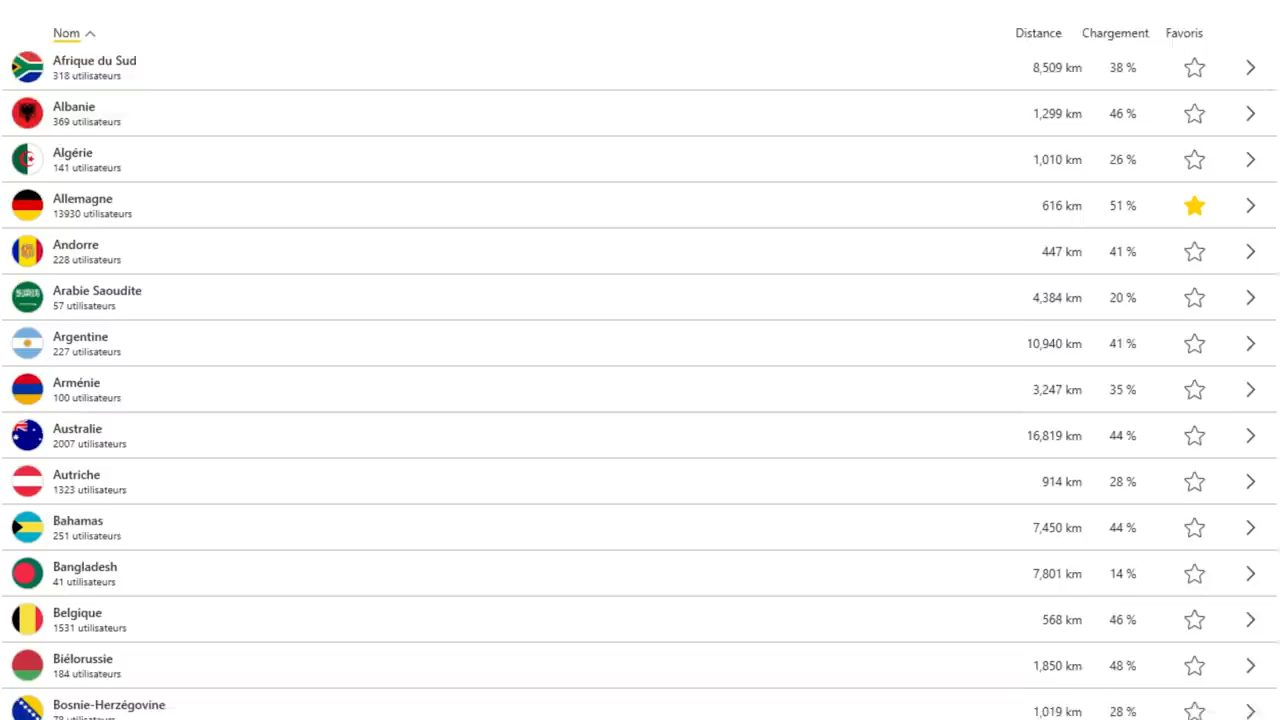 Nom Distance Chargement Favoris
Afrique du Sud
318 utilisateurs
8,509 km 38 %
Albanie
369 utilisateurs
1,299 km 46 %
Algérie
141 utilisateurs
1,010 km 26 %
Allemagne
13930 utilisateurs
616 km 51 %
Andorre
228 utilisateurs
447 km 41 %
Arabie Saoudite
57 utilisateurs
4,384 km 20 %
Argentine
227 utilisateurs
10,940 km 41 %
Arménie
100 utilisateurs
3,247 km 35 %
Australie
2007 utilisateurs
16,819 km 44 %
Autriche
1323 utilisateurs
914 km 28 %
Bahamas
251 utilisateurs
7,450 km 44 %
Bangladesh
41 utilisateurs
7,801 km 14 %
Belgique
1531 utilisateurs
568 km 46 %
Biélorussie
184 utilisateurs
1,850 km 48 %
Bosnie-Herzégovine
78 utilisateurs
1,019 km 28 %